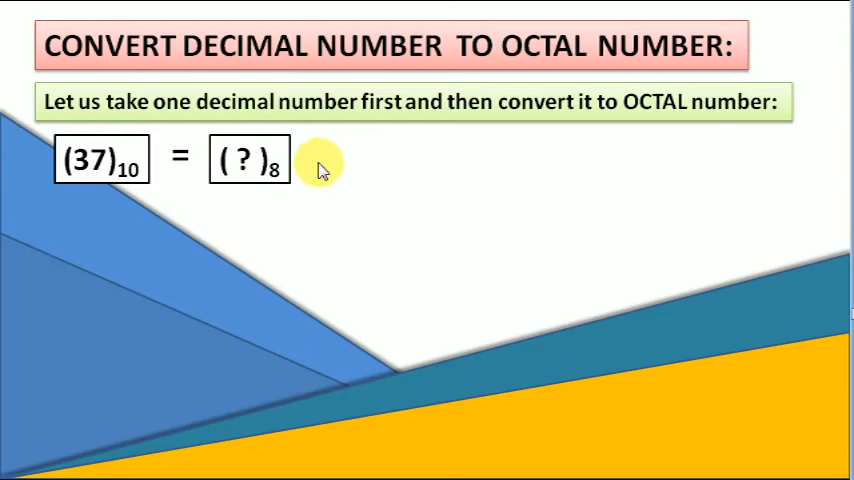 CONVERT DECIMAL NUMBER TO OCTAL NUMBER:
Let us take one decimal number first and then convert it to OCTAL number:
(37)₁₀ = ( ? )₈